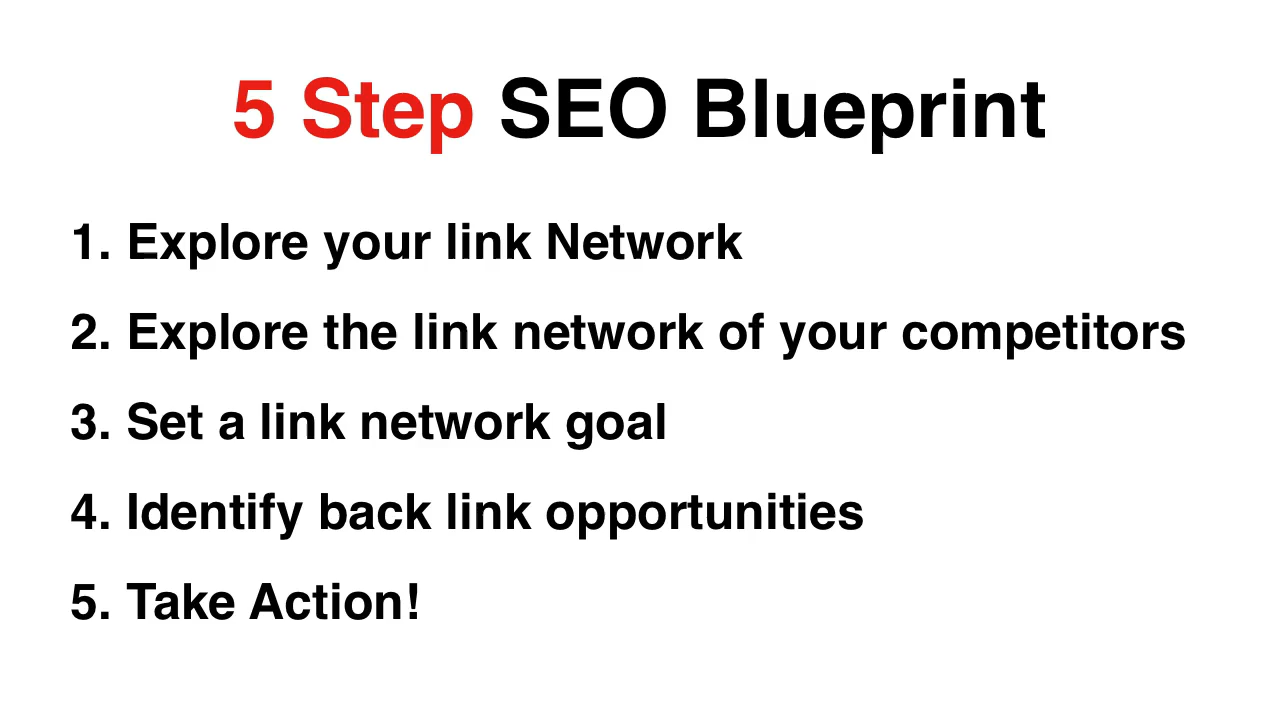 5 Step SEO Blueprint
1. Explore your link Network
2. Explore the link network of your competitors
3. Set a link network goal
4. Identify back link opportunities
5. Take Action!